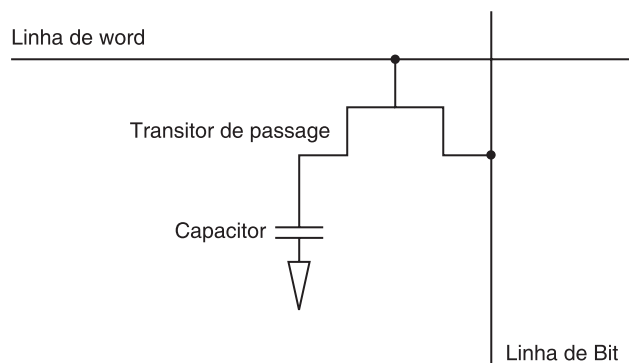 Linha de word
Transitor de passage
Capacitor
Linha de Bit